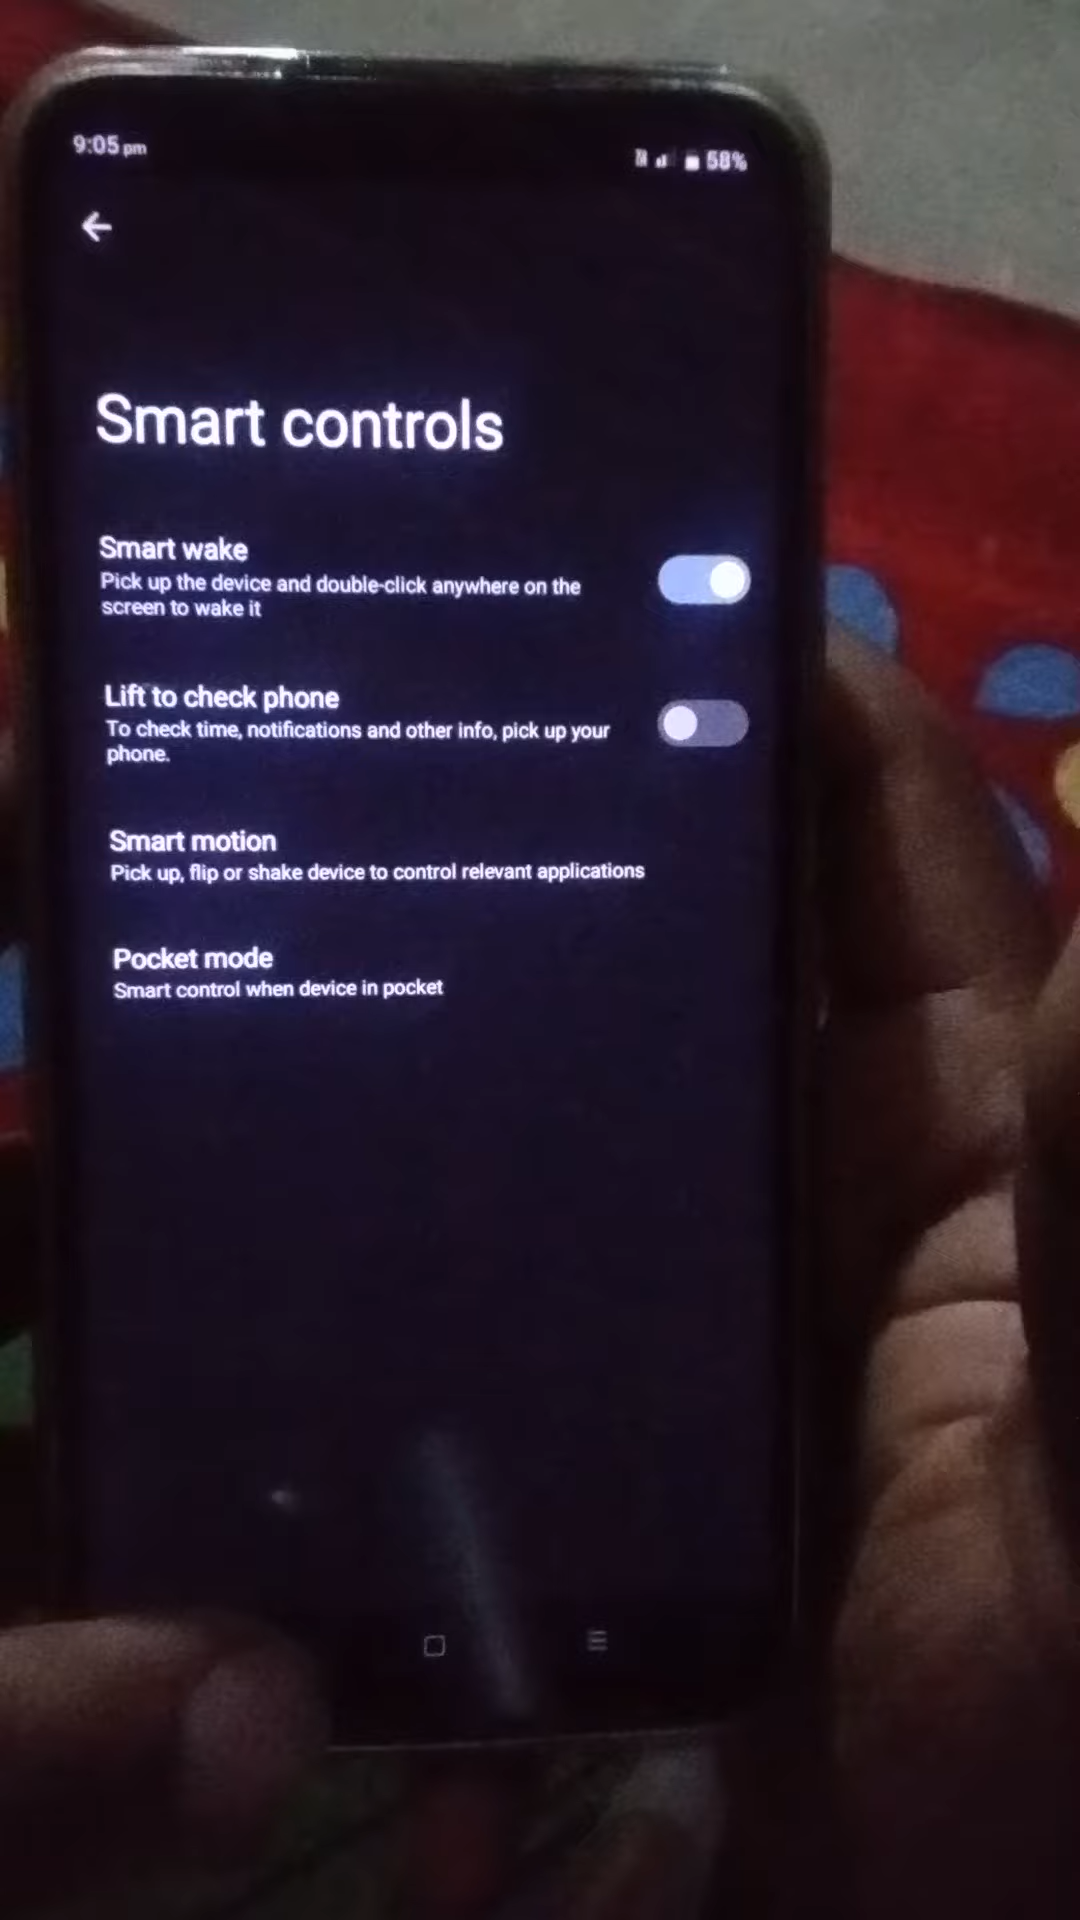 9:05 pm
58%
Smart controls
Smart wake
Pick up the device and double-click anywhere on the
screen to wake it
Lift to check phone
To check time, notifications and other info, pick up your
phone.
Smart motion
Pick up, flip or shake device to control relevant applications
Pocket mode
Smart control when device in pocket